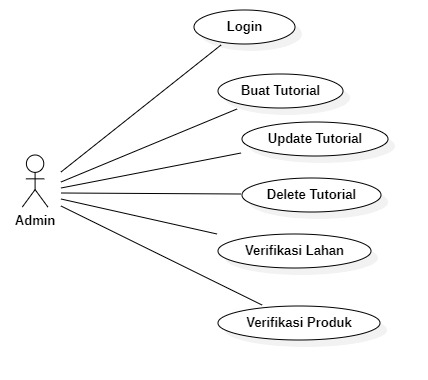 Login
Buat Tutorial
Update Tutorial
Delete Tutorial
Admin
Verifikasi Lahan
Verifikasi Produk